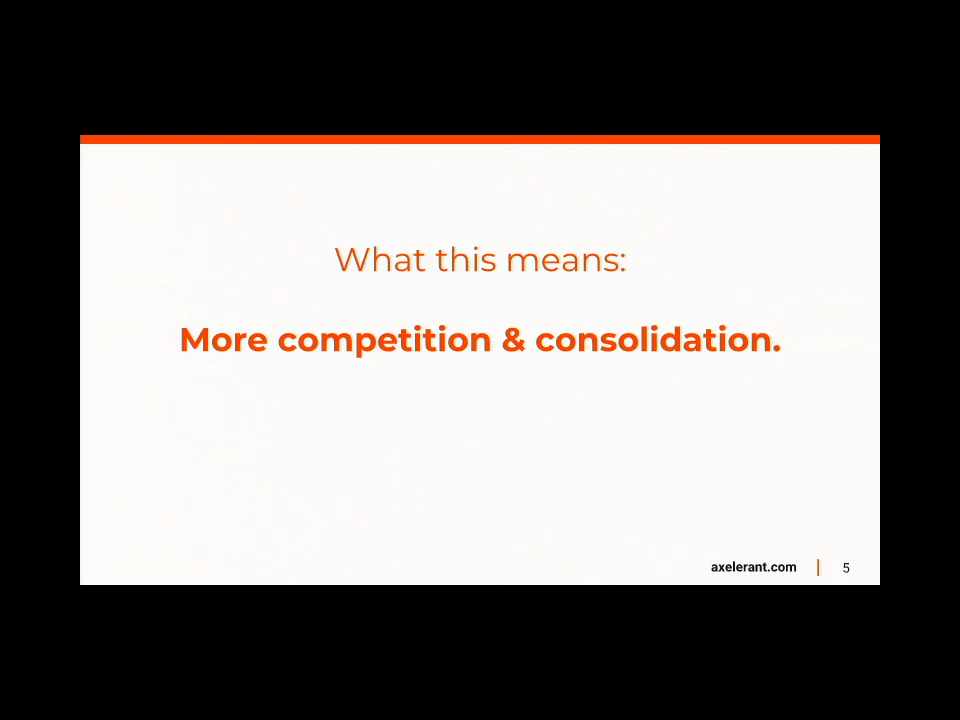 What this means:
More competition & consolidation.
axelerant.com | 5